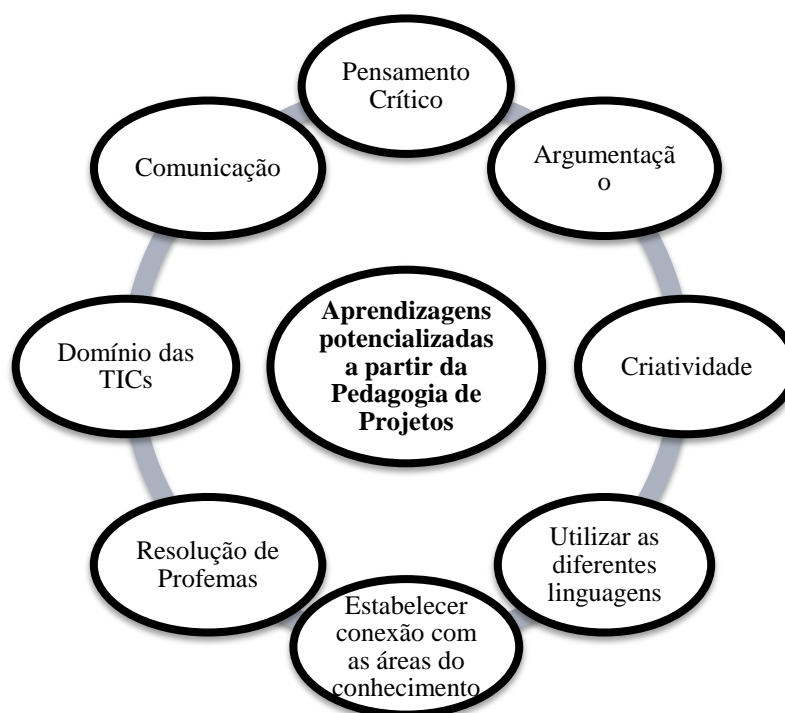 Pensamento
Crítico
Argumentaçã
o
Criatividade
Utilizar as
diferentes
linguagens
Estabelecer
conexão com
as áreas do
conhecimento
Resolução de
Profemas
Domínio das
TICs
Comunicação
Aprendizagens
potencializadas
a partir da
Pedagogia de
Projetos